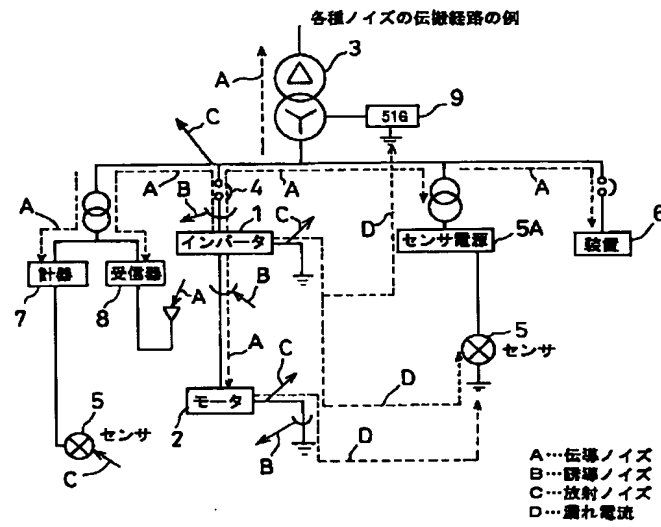 各種ノイズの伝搬経路の例
3
A
51G
9
C
A
B
4
A
A
A
1
C
D
6
インバータ
センサ電源
5A
装置
計器
受信器
A
B
7
8
A
5
センサ
C
D
モータ
2
5
センサ
B
D
C
A…伝導ノイズ
B…誘導ノイズ
C…放射ノイズ
D…漏れ電流